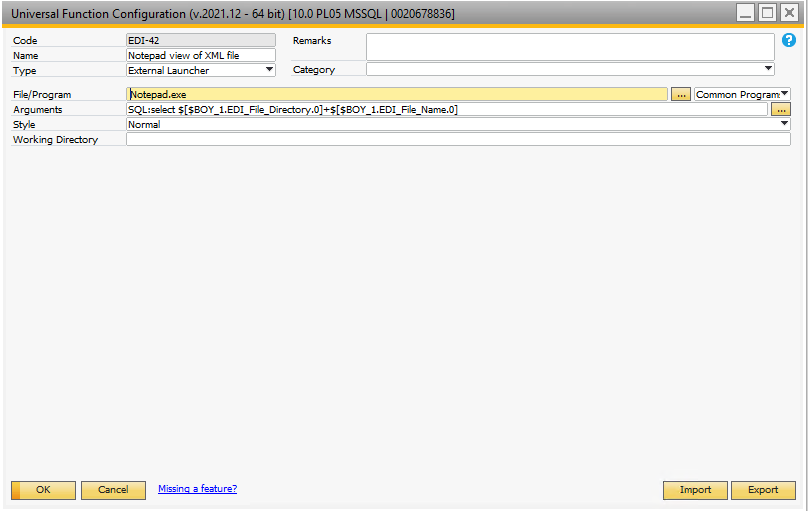 Universal Function Configuration (v.2021.12 - 64 bit) [10.0 PL05 MSSQL | 0020678836]
Code EDI-42 Remarks ?
Name Notepad view of XML file
Type External Launcher Category
File/Program Notepad.exe ... Common Program:
Arguments SQL:select $[$BOY_1.EDI_File_Directory.0]+$[$BOY_1.EDI_File_Name.0] ...
Style Normal
Working Directory
OK Cancel Missing a feature? Import Export